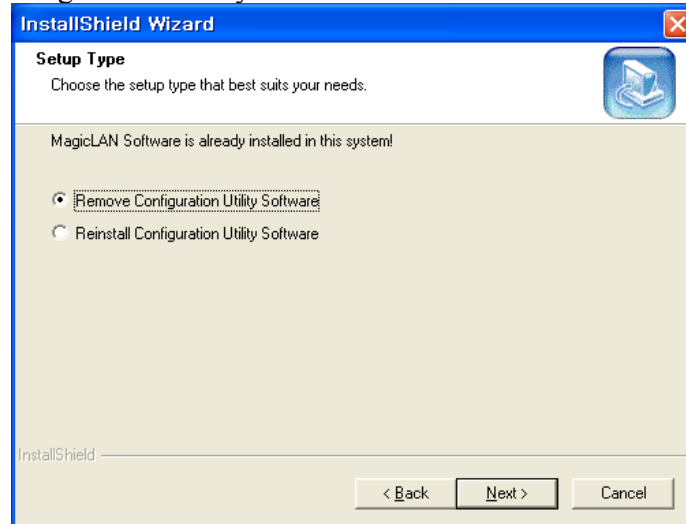 InstallShield Wizard
Setup Type
Choose the setup type that best suits your needs.
MagicLAN Software is already installed in this system!
Remove Configuration Utility Software
Reinstall Configuration Utility Software
InstallShield
< Back Next > Cancel